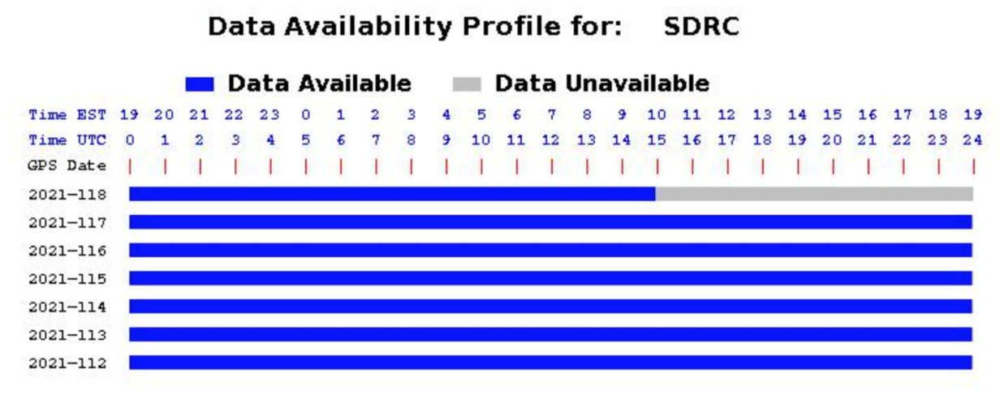 Data Availability Profile for: SDRC
Data Available Data Unavailable
Time EST 19 20 21 22 23 0 1 2 3 4 5 6 7 8 9 10 11 12 13 14 15 16 17 18 19
Time UTC 0 1 2 3 4 5 6 7 8 9 10 11 12 13 14 15 16 17 18 19 20 21 22 23 24
GPS Date
2021-118
2021-117
2021-116
2021-115
2021-114
2021-113
2021-112